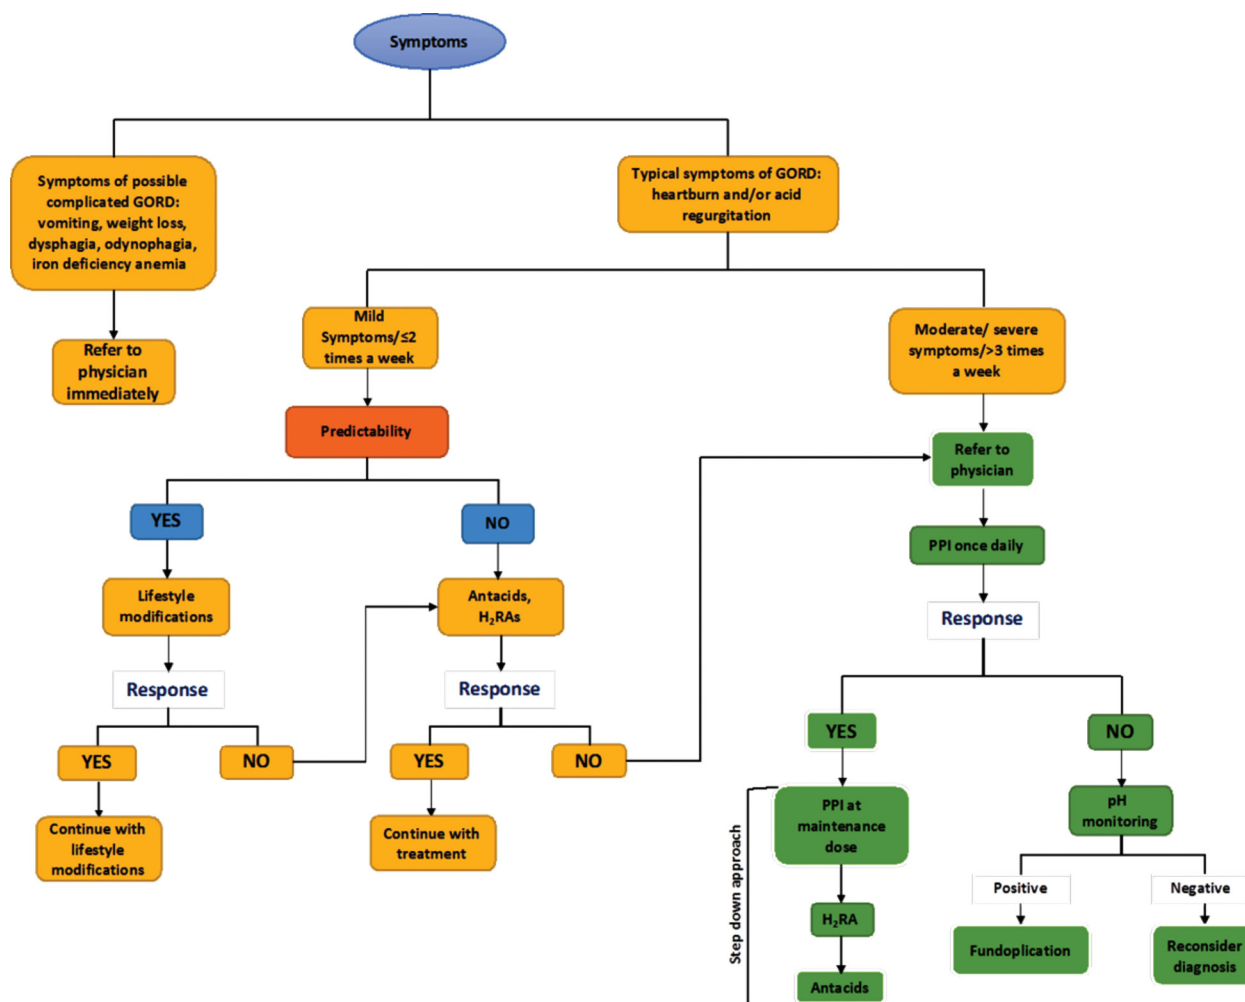 Symptoms
Symptoms of possible
complicated GORD:
vomiting, weight loss,
dysphagia, odynophagia,
iron deficiency anemia
Refer to
physician
immediately
Typical symptoms of GORD:
heartburn and/or acid
regurgitation
Mild
Symptoms/≤2
times a week
Predictability
YES
Lifestyle
modifications
Response
YES
Continue with
lifestyle
modifications
NO
NO
Antacids,
H₂RAs
Response
YES
Continue with
treatment
NO
Moderate/ severe
symptoms/>3 times
a week
Refer to
physician
PPI once daily
Response
YES
Step down approach
PPI at
maintenance
dose
H₂RA
Antacids
NO
pH
monitoring
Positive
Fundoplication
Negative
Reconsider
diagnosis